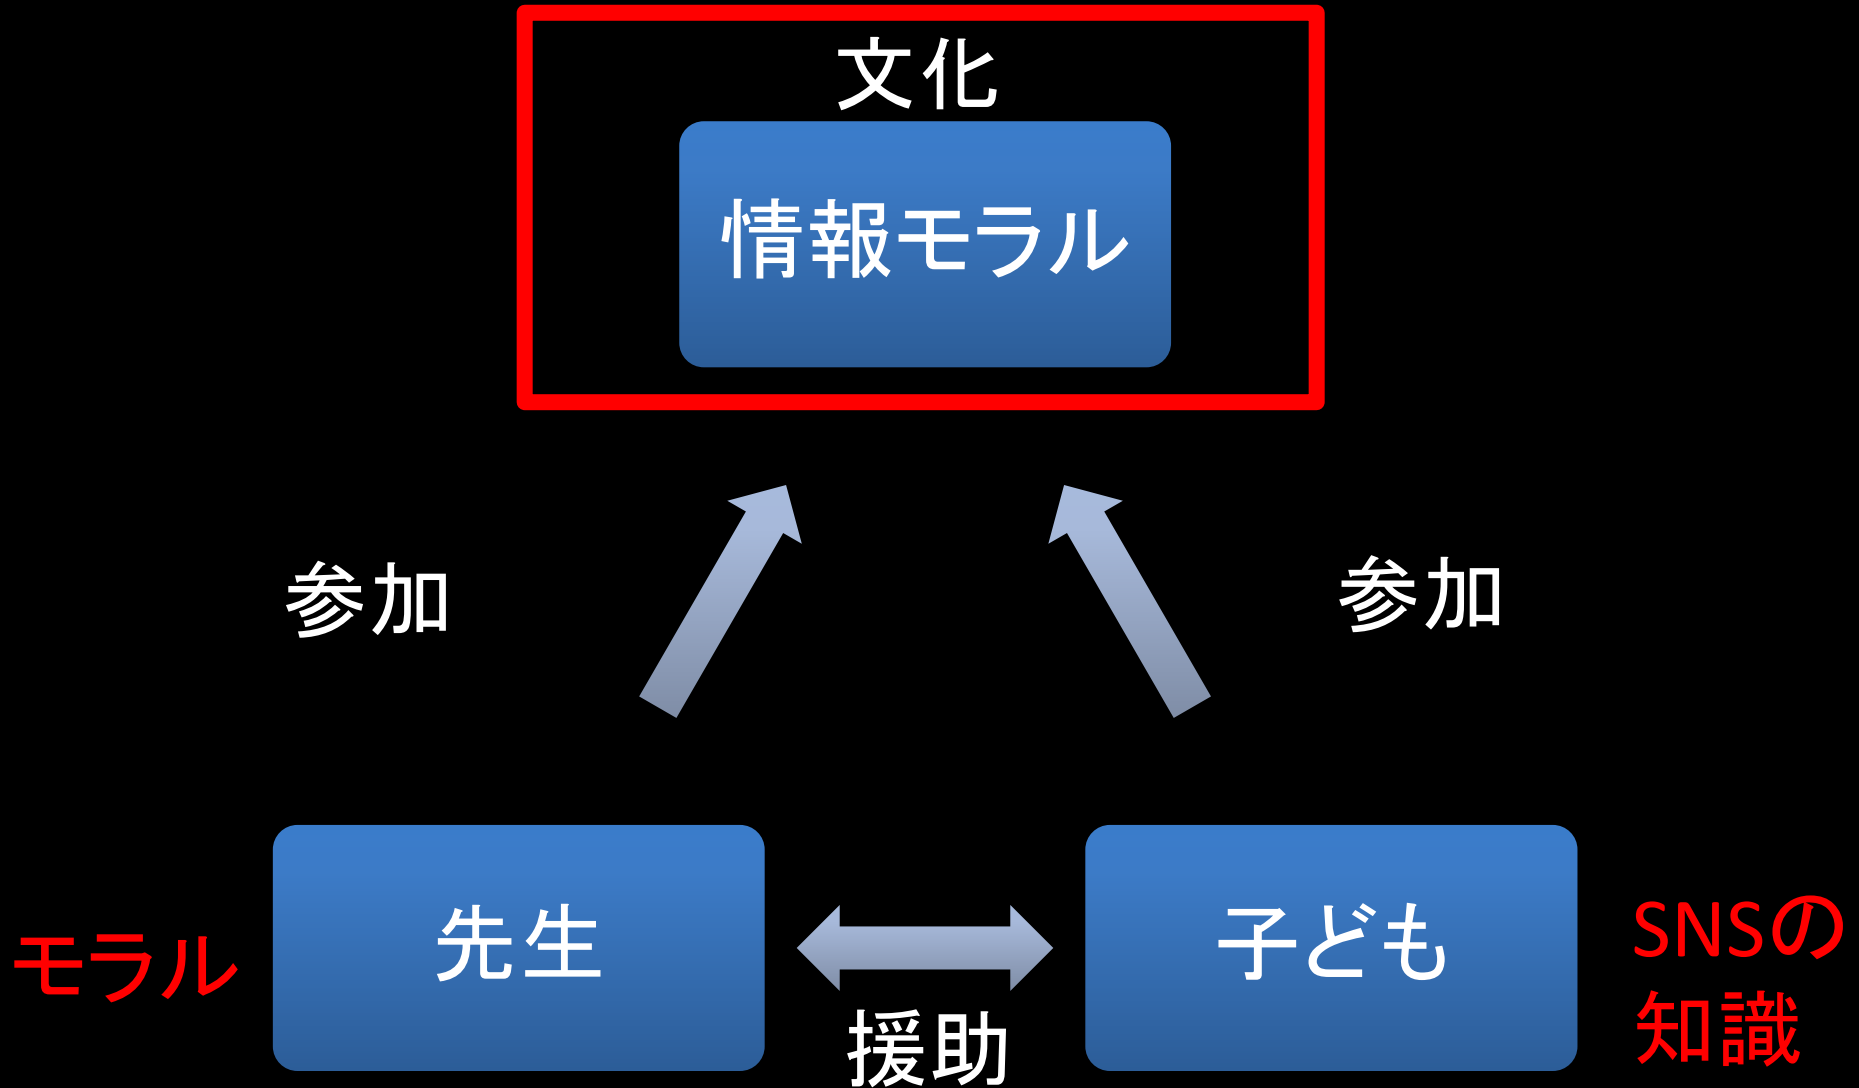 文化
情報モラル
参加
参加
先生
子ども
モラル
SNSの
知識
援助